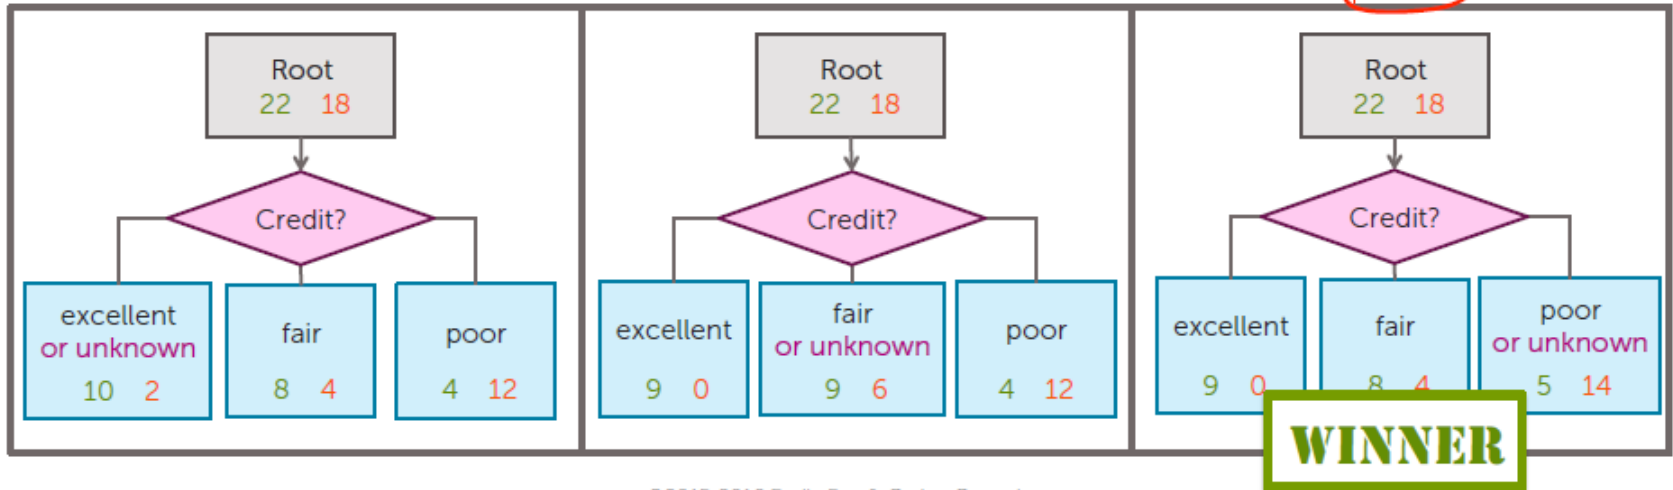 Root
22 18
Credit?
excellent
or unknown
10 2
fair
8 4
poor
4 12
Root
22 18
Credit?
excellent
9 0
fair
or unknown
9 6
poor
4 12
Root
22 18
Credit?
excellent
9 0
fair
8 4
poor
or unknown
5 14
WINNER